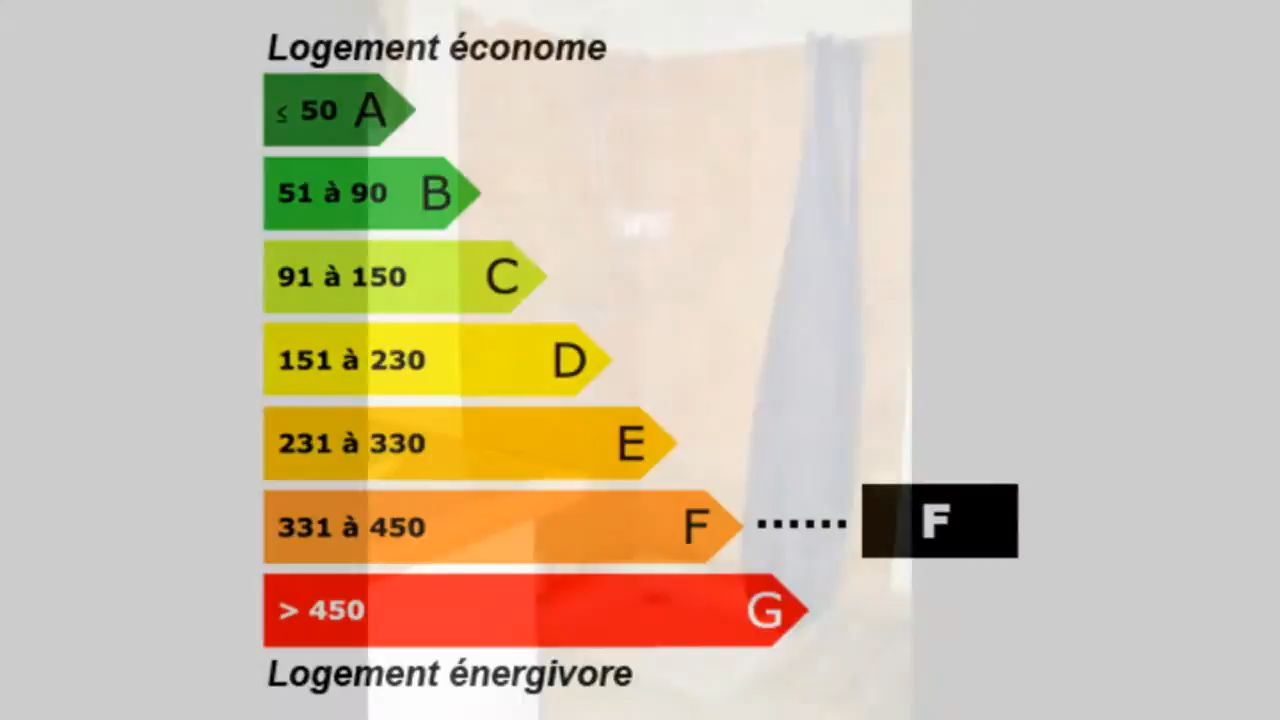 Logement économe
≤ 50 A
51 à 90 B
91 à 150 C
151 à 230 D
231 à 330 E
331 à 450 F ...... F
> 450 G
Logement énergivore